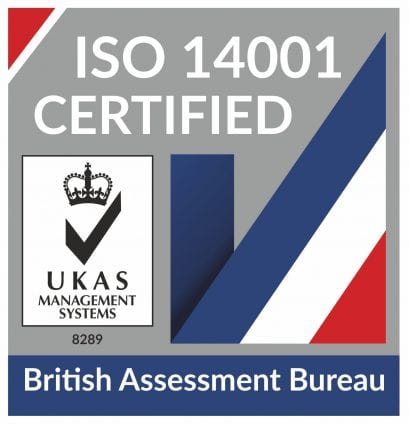 ISO 14001
CERTIFIED
UKAS
MANAGEMENT
SYSTEMS
8289
British Assessment Bureau